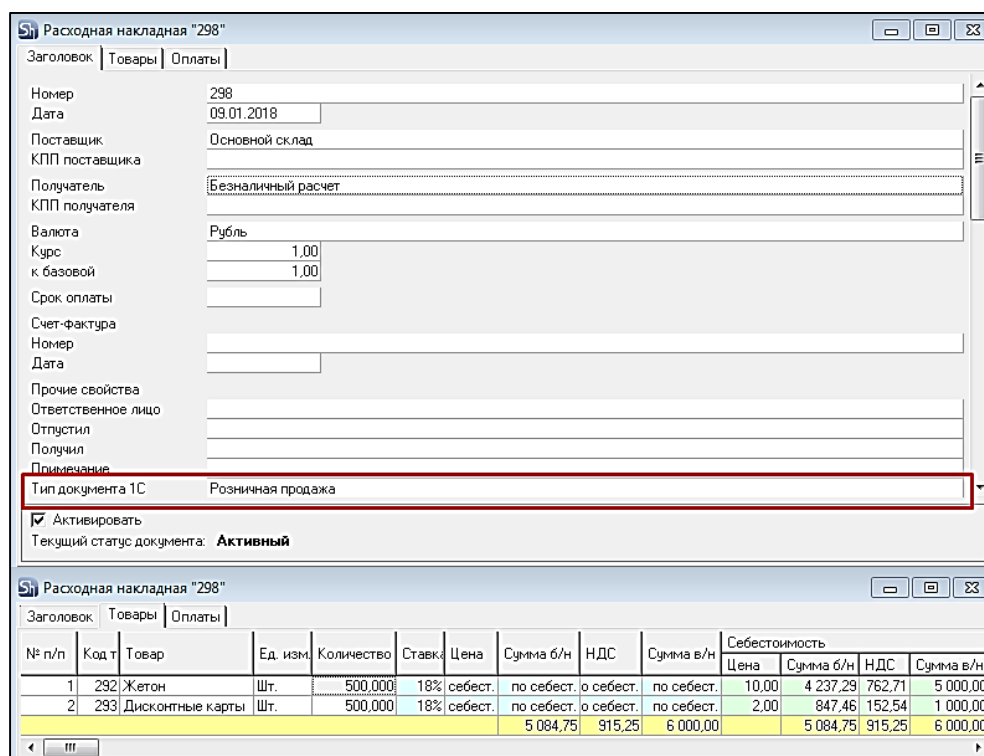 Sh Расходная накладная "298"
Заголовок Товары Оплаты
Номер 298
Дата 09.01.2018
Поставщик Основной склад
КПП поставщика
Получатель Безналичный расчет
КПП получателя
Валюта Рубль
Курс 1,00
к базовой 1,00
Срок оплаты
Счет-фактура
Номер
Дата
Прочие свойства
Ответственное лицо
Отпустил
Получил
Примечание
Тип документа 1С Розничная продажа
Активировать
Текущий статус документа: Активный
Sh Расходная накладная "298"
Заголовок Товары Оплаты
Себестоимость
№ п/п Код т Товар Ед. изм. Количество Ставка Цена Сумма б/н НДС Сумма в/н Цена Сумма б/н НДС Сумма в/н
1 292 Жетон Шт. 500,000 18% себест. по себест. о себест. по себест. 10,00 4 237,29 762,71 5 000,00
2 293 Дисконтные карты Шт. 500,000 18% себест. по себест. о себест. по себест. 2,00 847,46 152,54 1 000,00
5 084,75 915,25 6 000,00 5 084,75 915,25 6 000,00